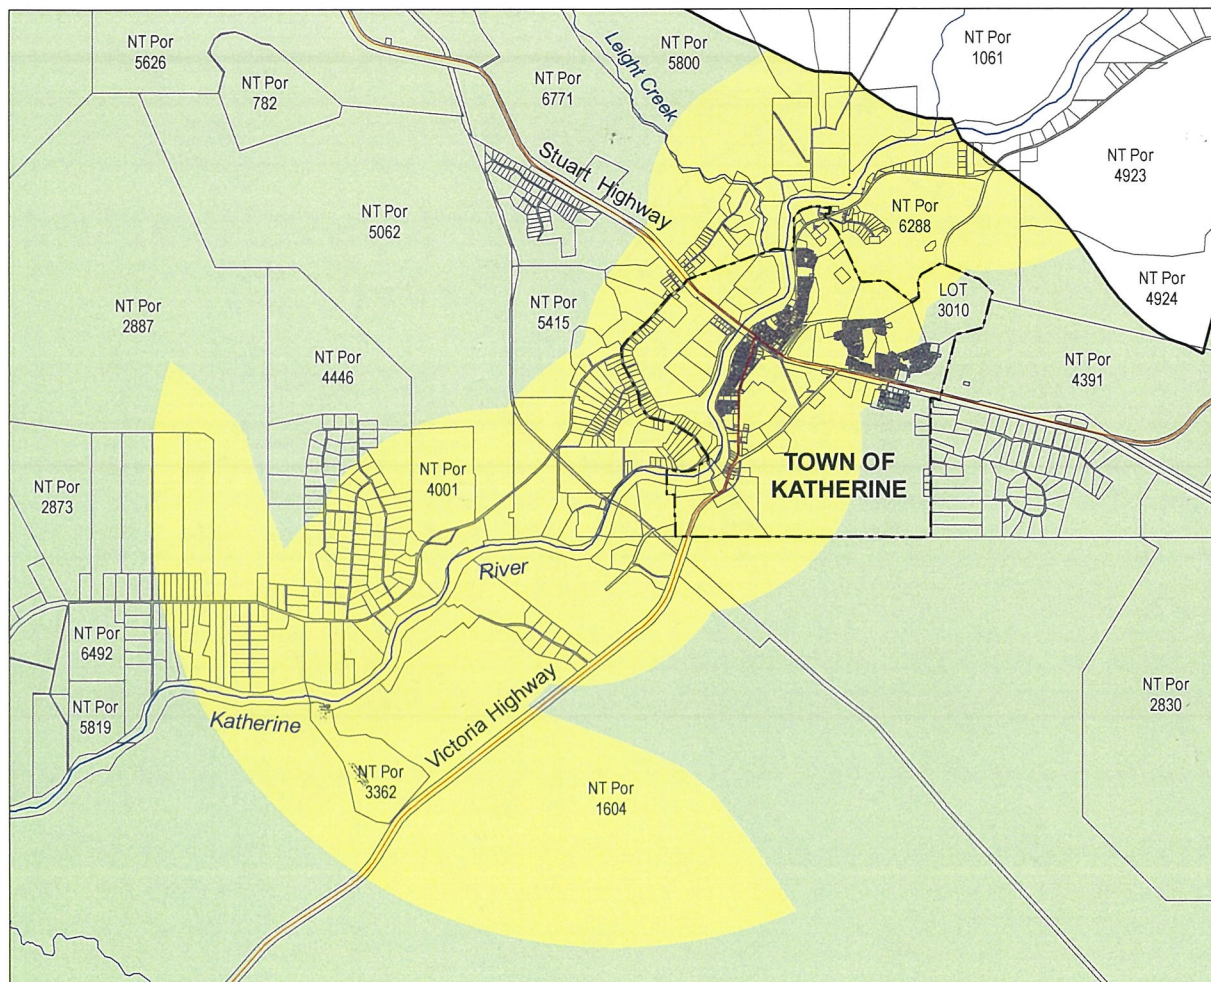 NT Por
5626
NT Por
782
NT Por
6771
Leight Creek
NT Por
5800
NT Por
1061
NT Por
4923
Stuart Highway
NT Por
5062
NT Por
6288
NT Por
4924
LOT
3010
NT Por
2887
NT Por
5415
NT Por
4446
NT Por
4391
TOWN OF
KATHERINE
NT Por
4001
NT Por
2873
River
NT Por
6492
NT Por
5819
Katherine
Victoria Highway
NT Por
2830
NT Por
3362
NT Por
1604